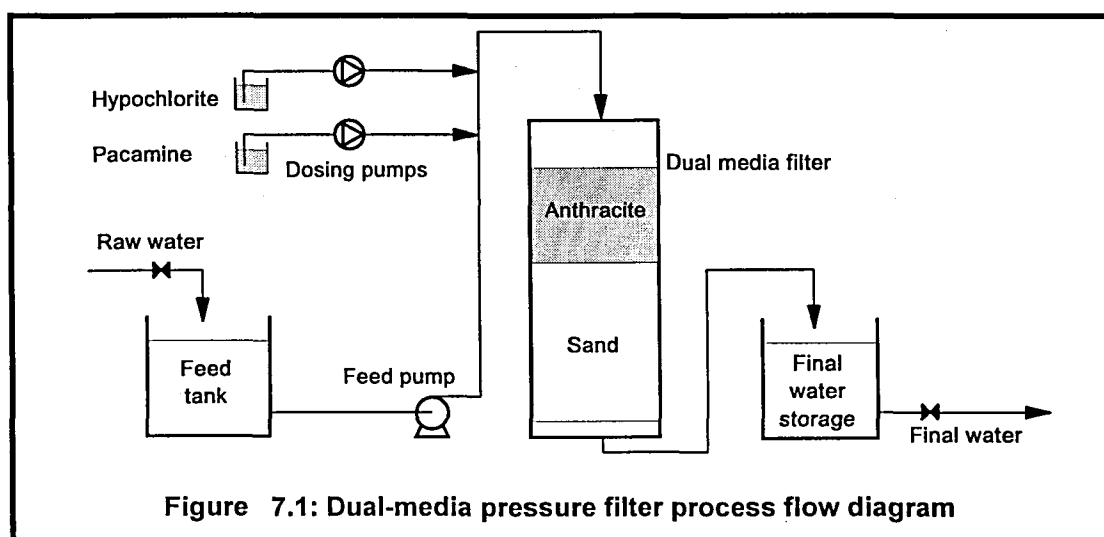 Hypochlorite
Pacamine
Dosing pumps
Dual media filter
Anthracite
Raw water
Sand
Feed
tank
Feed pump
Final
water
storage
Final water
Figure 7.1: Dual-media pressure filter process flow diagram